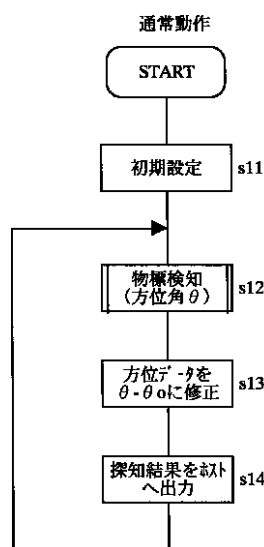 通常動作
START
初期設定 s11
物標検知
(方位角θ) s12
方位ﾃﾞｰﾀを
θ-θoに修正 s13
探知結果をﾎｽﾄ
へ出力 s14